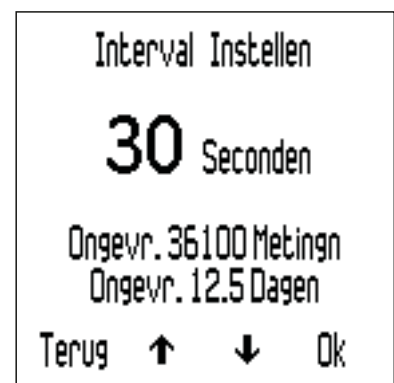 Interval Instellen
30 Seconden
Ongevr. 36100 Metingn
Ongevr. 12.5 Dagen
Terug ↑ ↓ Ok